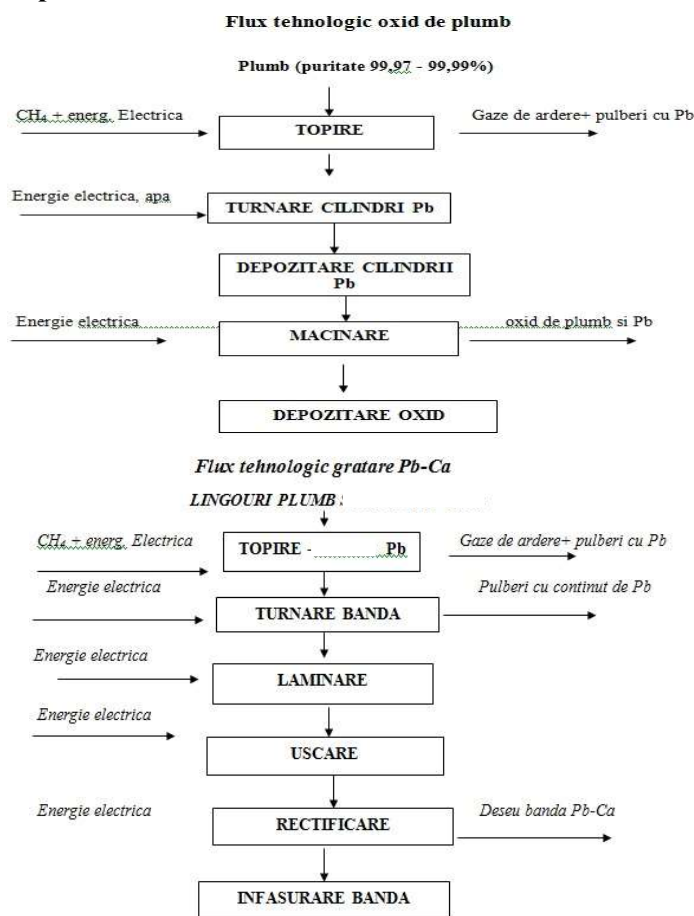 Flux tehnologic oxid de plumb
Plumb (puritate 99,97 - 99,99%)
CH₄ + energ. Electrica
TOPIRE
Gaze de ardere+ pulberi cu Pb
Energie electrica, apa
TURNARE CILINDRI Pb
DEPOZITARE CILINDRII
Pb
Energie electrica
MACINARE
oxid de plumb si Pb
DEPOZITARE OXID
Flux tehnologic gratare Pb-Ca
LINGOURI PLUMB
CH₄ + energ. Electrica
TOPIRE - Pb
Gaze de ardere+ pulberi cu Pb
Energie electrica
TURNARE BANDA
Pulberi cu continut de Pb
Energie electrica
LAMINARE
Energie electrica
USCARE
Energie electrica
RECTIFICARE
Deseu banda Pb-Ca
INFASURARE BANDA